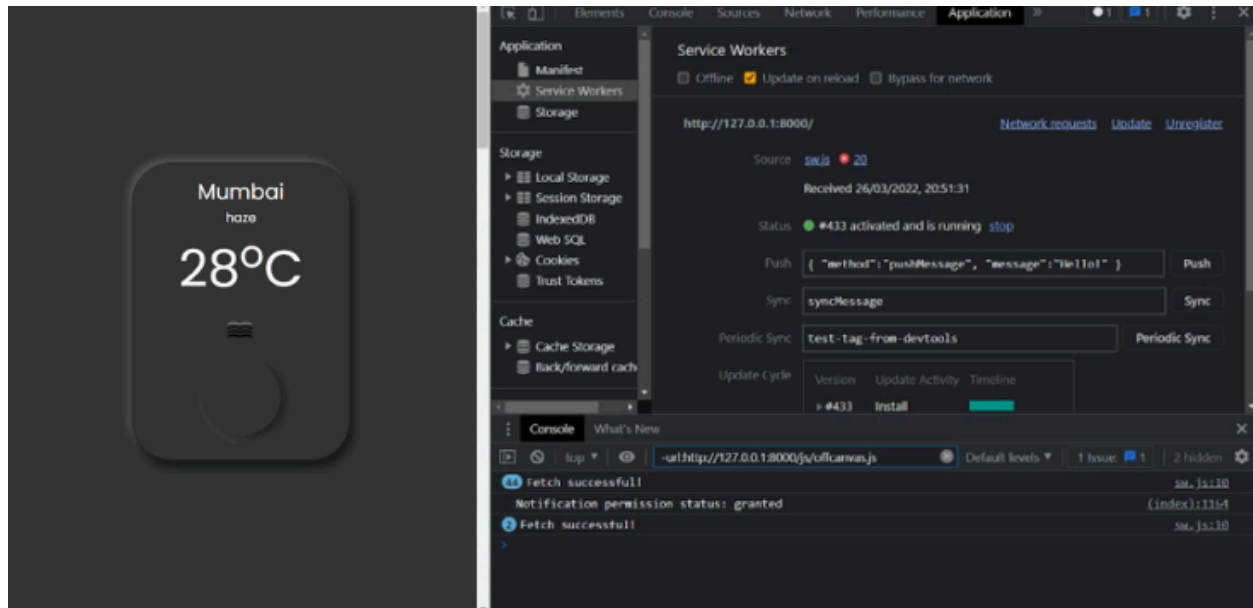 Mumbai
haze
28°C
Elements Console Sources Network Performance Application » 1 1
Application
Manifest
Service Workers
Storage
Storage
Local Storage
Session Storage
IndexedDB
Web SQL
Cookies
Trust Tokens
Cache
Cache Storage
Back/forward cach
Service Workers
Offline Update on reload Bypass for network
http://127.0.0.1:8000/ Network requests Update Unregister
Source sw.js 20
Received 26/03/2022, 20:51:31
Status #433 activated and is running stop
Push { "method":"pushMessage", "message":"Hello!" } Push
Sync syncMessage Sync
Periodic Sync test-tag-from-devtools Periodic Sync
Update Cycle Version Update Activity Timeline
#433 Install
Console What's New
top -url:http://127.0.0.1:8000/js/offcanvas.js Default levels 1 Issue: 1 2 hidden
44 Fetch successful! sw.js:10
Notification permission status: granted (index):1164
2 Fetch successful! sw.js:10